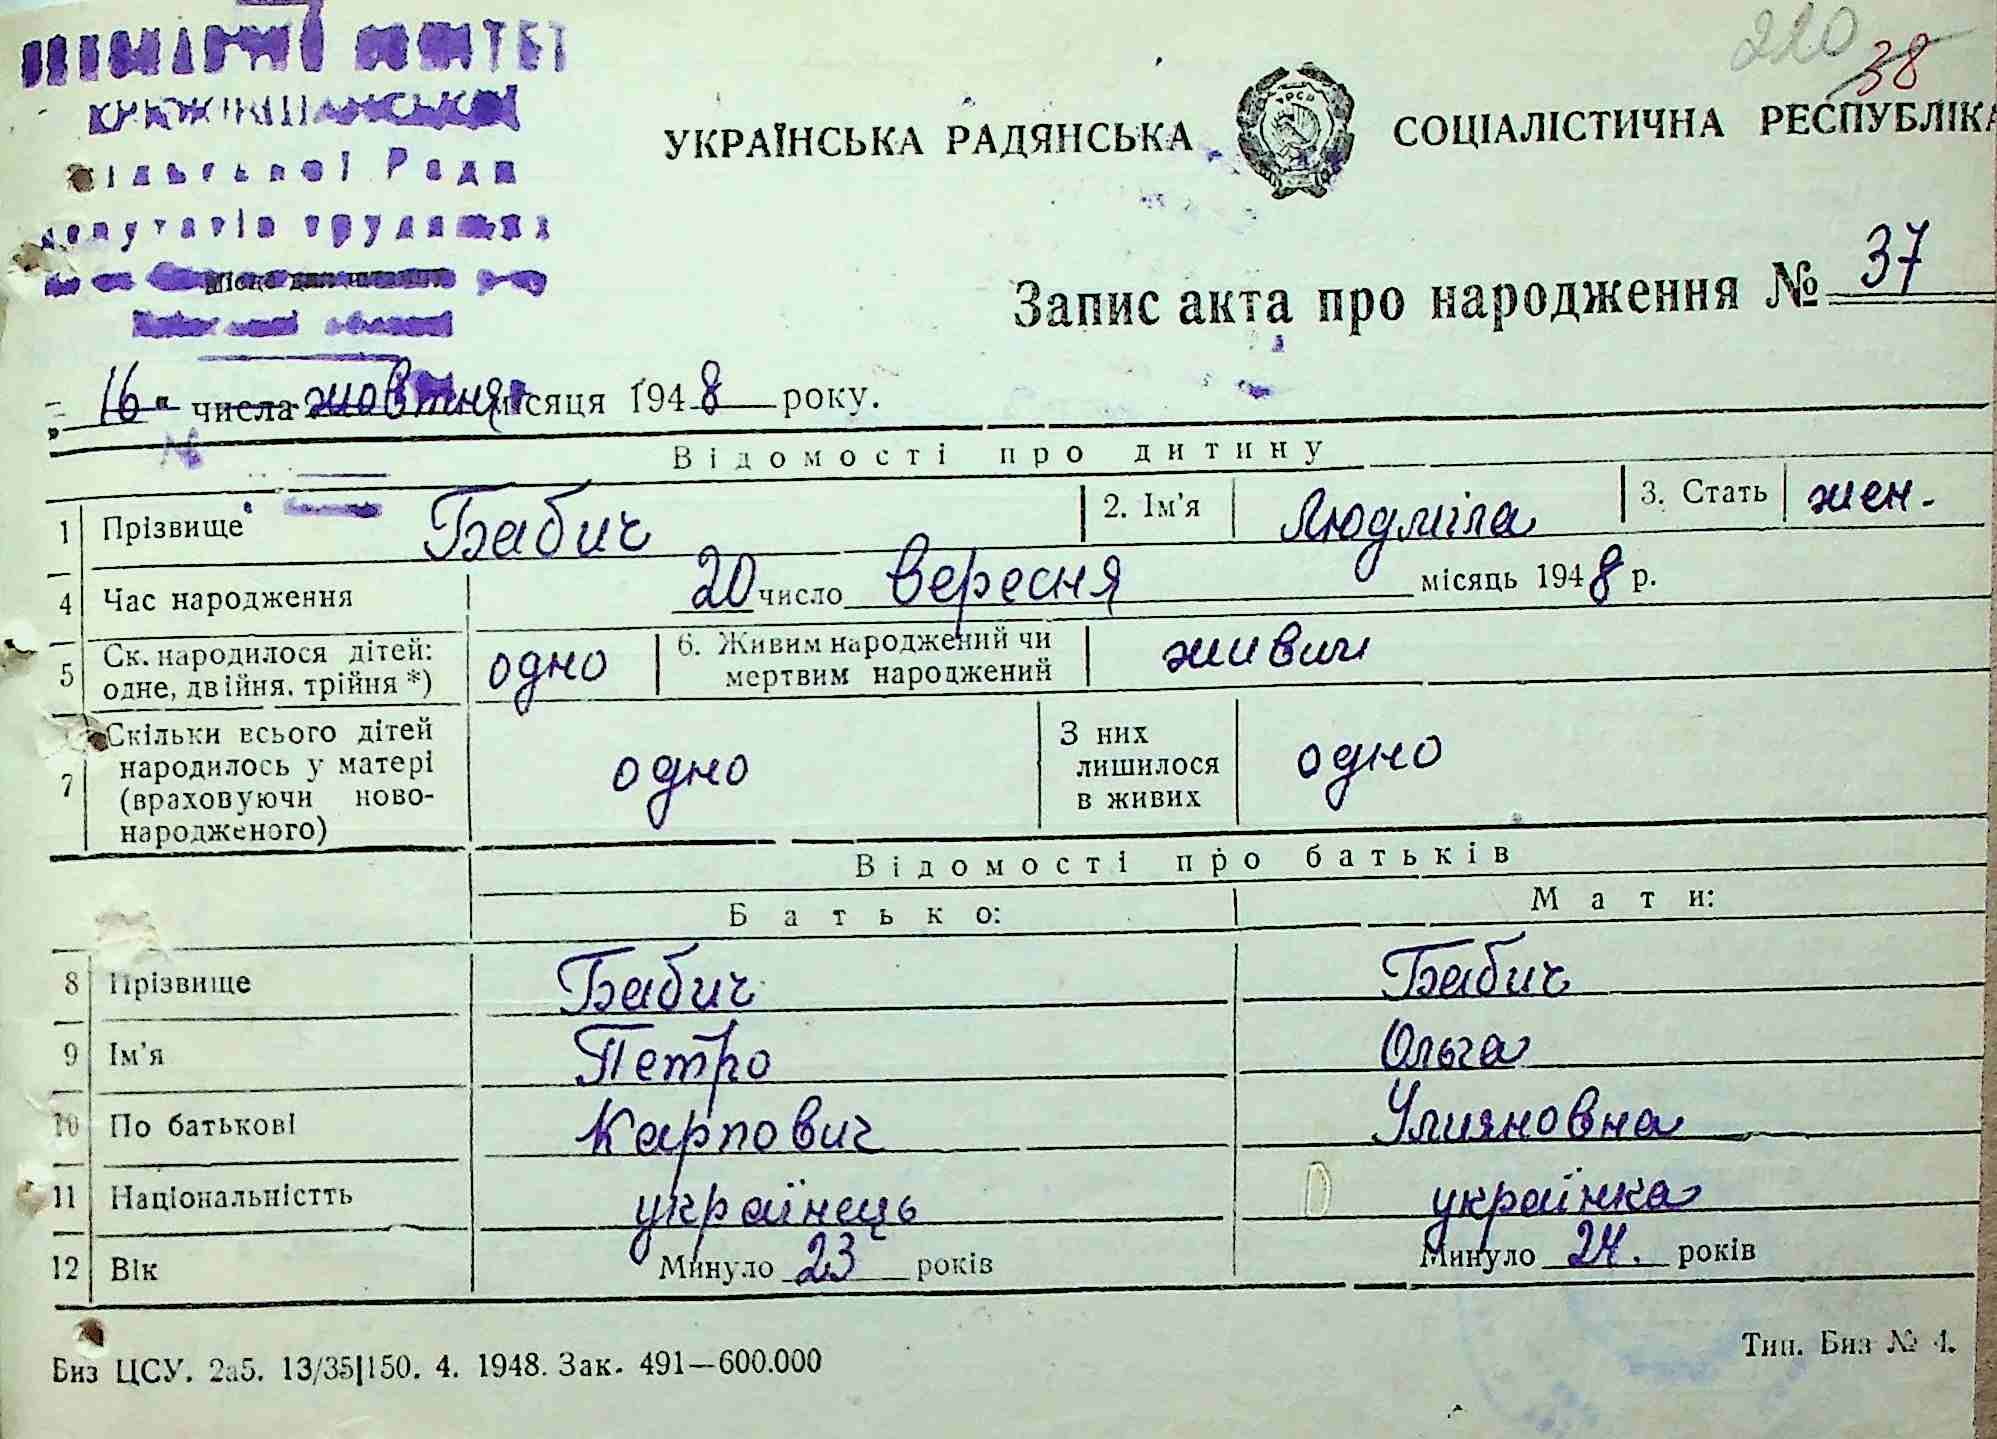 220 38
КОМІТЕТ
Ради
депутатів трудящих
УКРАЇНСЬКА РАДЯНСЬКА СОЦІАЛІСТИЧНА РЕСПУБЛІКА
Запис акта про народження № 37
16 " числа жовтня місяця 1948 року.
Відомості про дитину
1 Прізвище Бабич 2. Ім'я Людміла 3. Стать жен.
4 Час народження 20 число вересня місяць 1948 р.
5 Ск. народилося дітей: одне, двійня, трійня *) одно 6. Живим народжений чи мертвим народжений живим
7 Скільки всього дітей народилось у матері (враховуючи ново-народженого) одно З них лишилося в живих одно
Відомості про батьків
Батько: Мати:
8 Прізвище Бабич Бабич
9 Ім'я Петро Ольга
10 По батькові Карпович Улияновна
11 Національністть українець українка
12 Вік Минуло 23 років Минуло 24. років
Биз ЦСУ. 2а5. 13/35|150. 4. 1948. Зак. 491—600.000 Тип. Биз № 4.